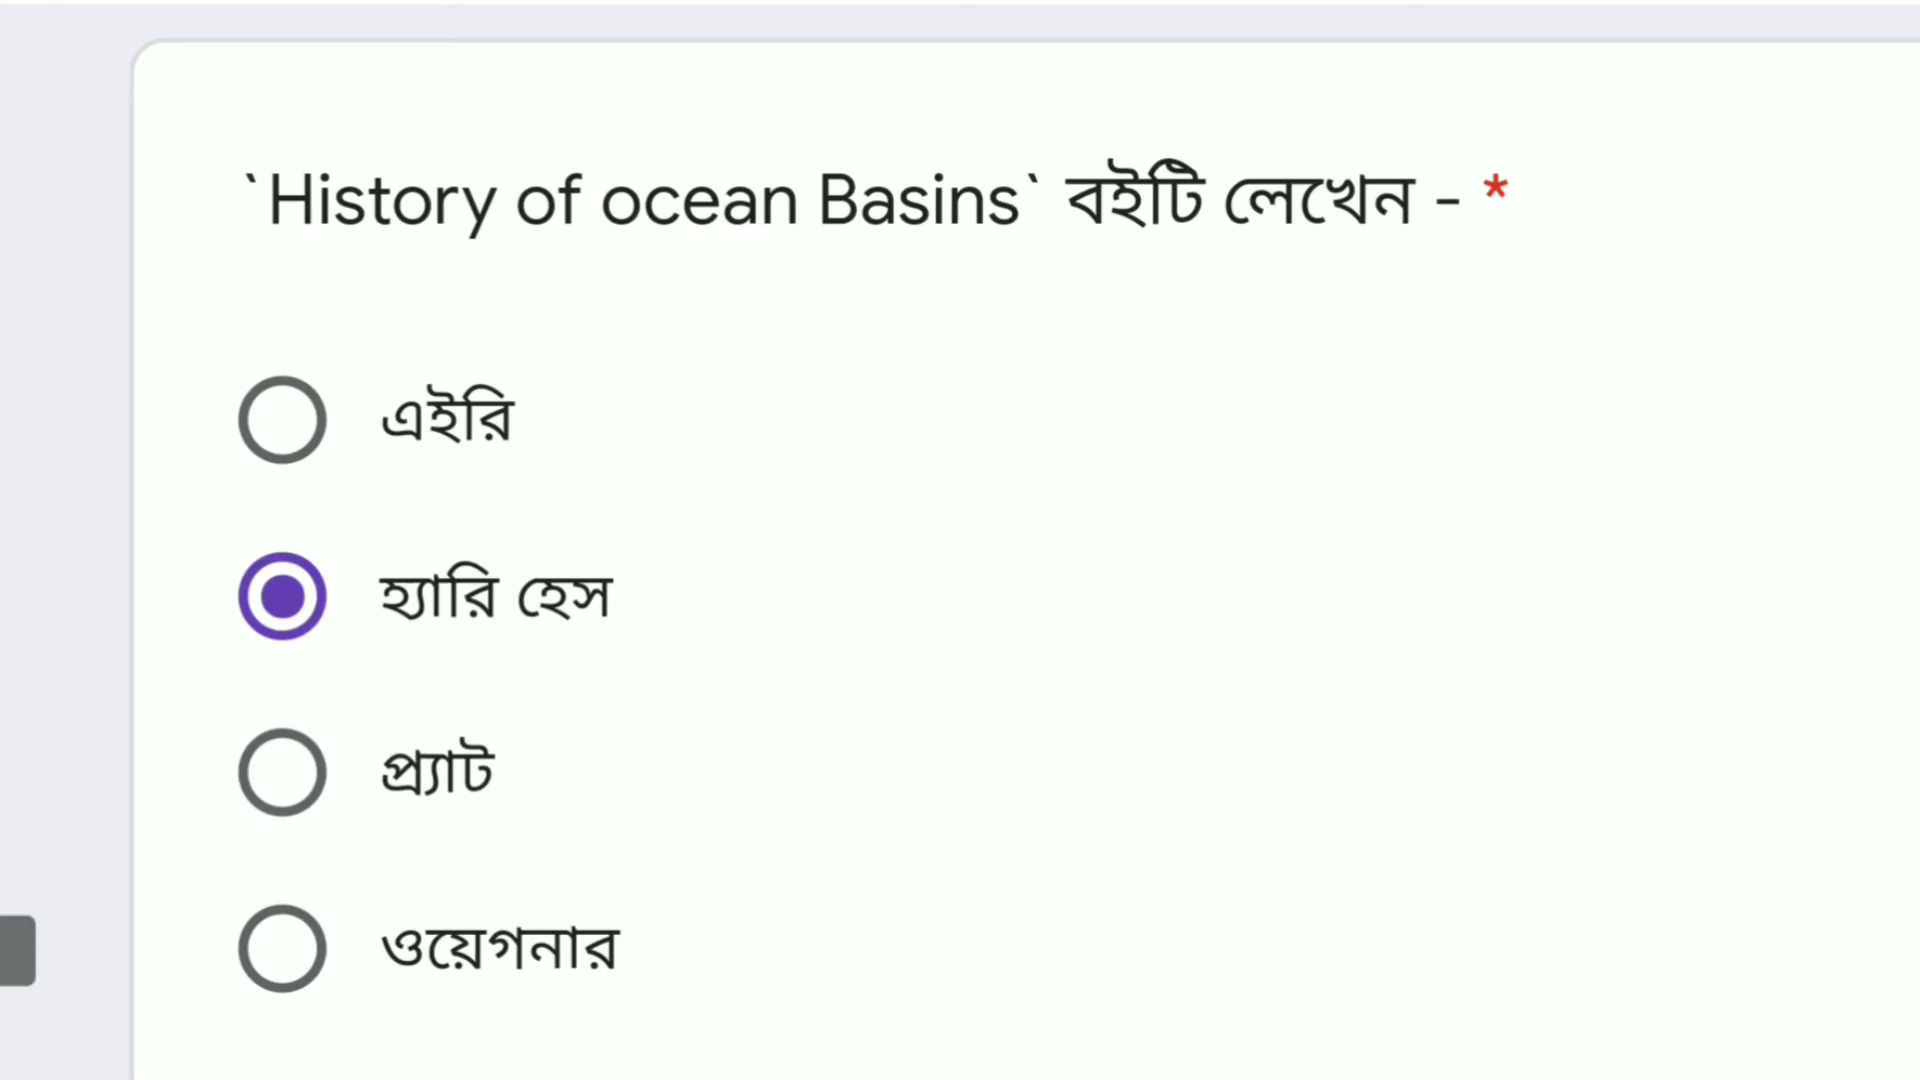 `History of ocean Basins` বইটি লেখেন - *
এইরি
হ্যারি হেস
প্র্যাট
ওয়েগনার